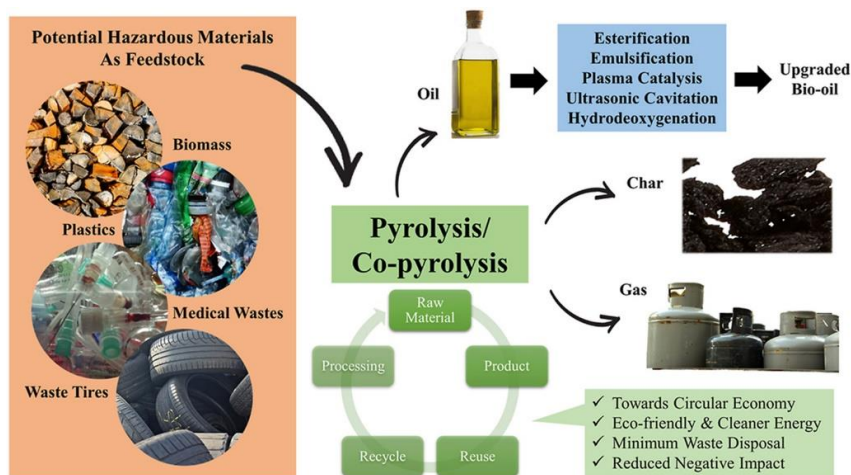 Potential Hazardous Materials
As Feedstock
Biomass
Plastics
Medical Wastes
Waste Tires
Oil
Esterification
Emulsification
Plasma Catalysis
Ultrasonic Cavitation
Hydrodeoxygenation
Upgraded
Bio-oil
Pyrolysis/
Co-pyrolysis
Char
Gas
Raw
Material
Product
Reuse
Recycle
Processing
✓ Towards Circular Economy
✓ Eco-friendly & Cleaner Energy
✓ Minimum Waste Disposal
✓ Reduced Negative Impact